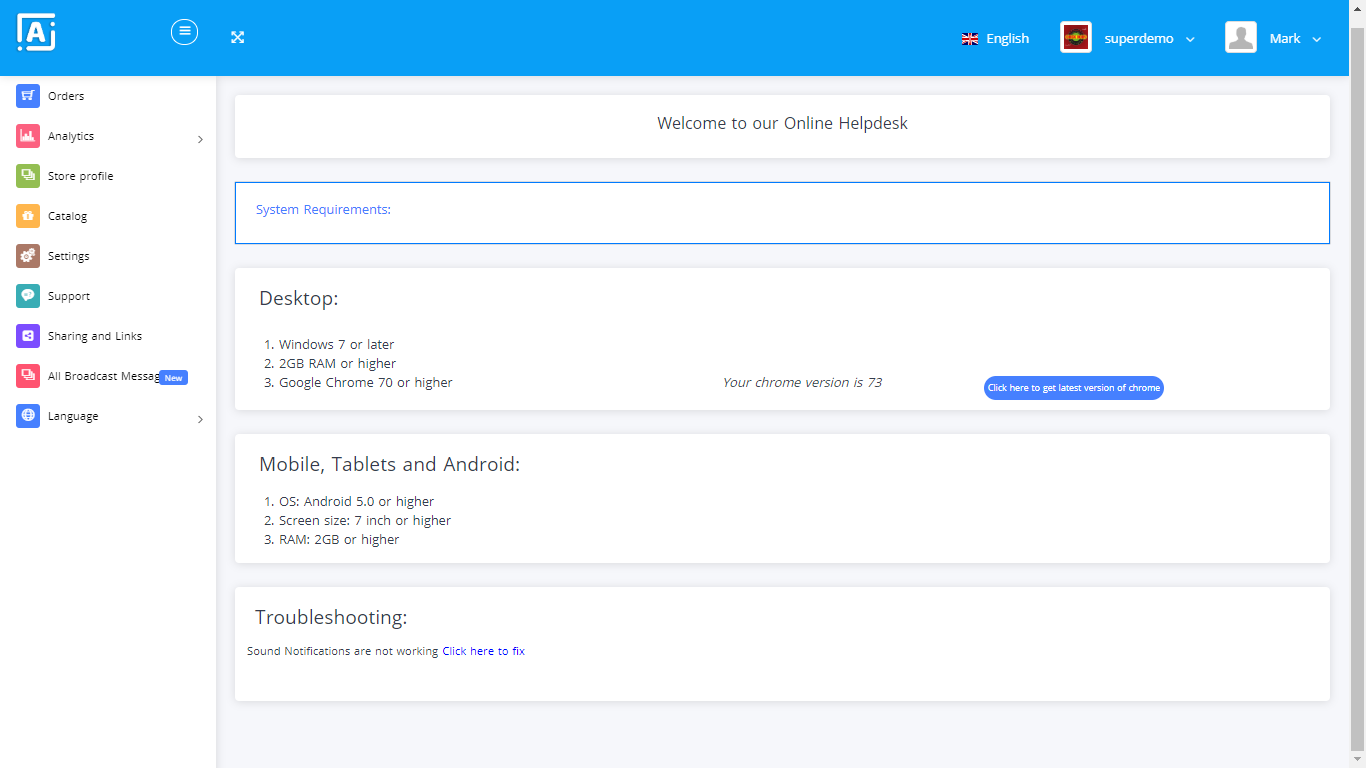 A
English
superdemo
Mark
Orders
Analytics
Store profile
Catalog
Settings
Support
Sharing and Links
All Broadcast Messag New
Language
Welcome to our Online Helpdesk
System Requirements:
Desktop:
1. Windows 7 or later
2. 2GB RAM or higher
3. Google Chrome 70 or higher
Your chrome version is 73
Click here to get latest version of chrome
Mobile, Tablets and Android:
1. OS: Android 5.0 or higher
2. Screen size: 7 inch or higher
3. RAM: 2GB or higher
Troubleshooting:
Sound Notifications are not working Click here to fix